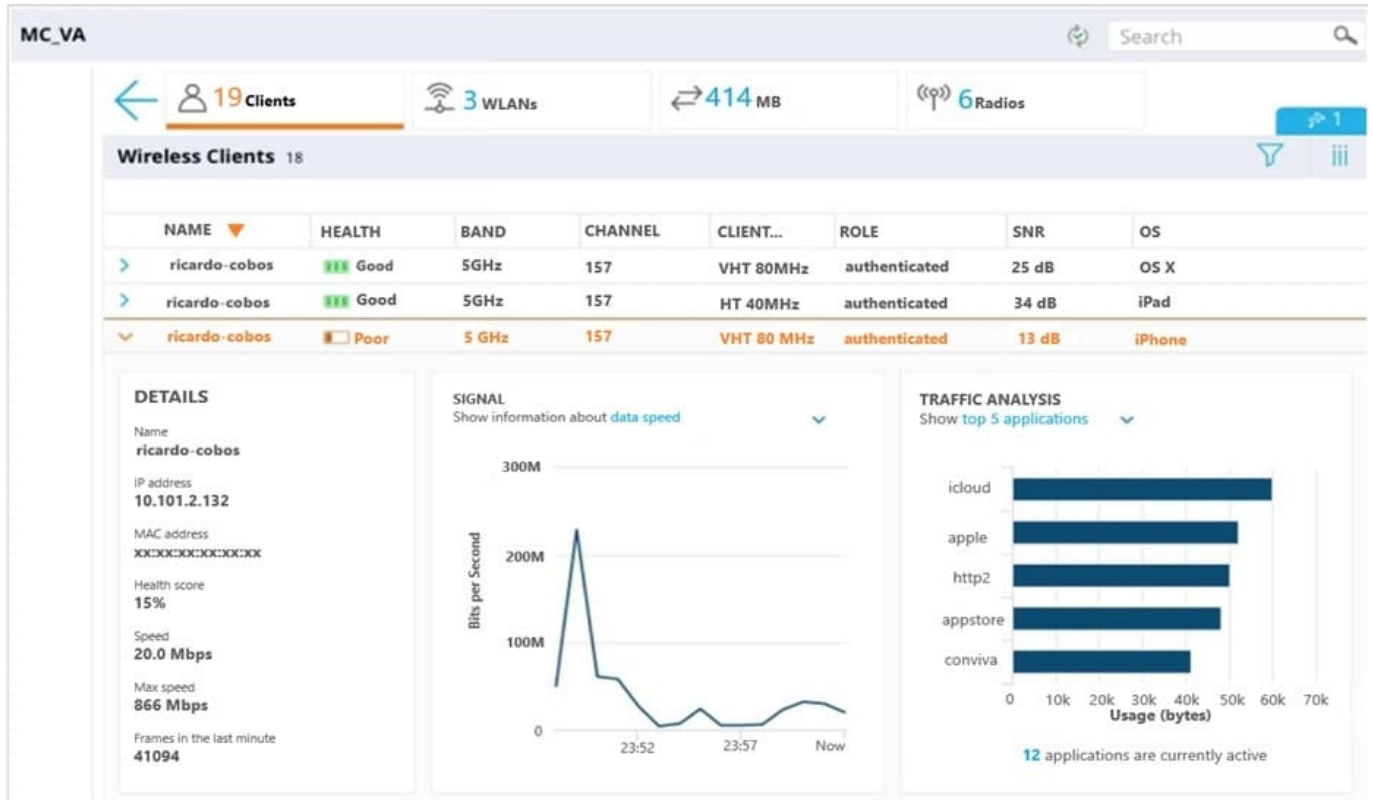 MC_VA
Search
19 Clients
3 WLANs
414 MB
6 Radios
1
Wireless Clients 18
NAME HEALTH BAND CHANNEL CLIENT... ROLE SNR OS
ricardo-cobos Good 5GHz 157 VHT 80MHz authenticated 25 dB OS X
ricardo-cobos Good 5GHz 157 HT 40MHz authenticated 34 dB iPad
ricardo-cobos Poor 5 GHz 157 VHT 80 MHz authenticated 13 dB iPhone
DETAILS
Name
ricardo-cobos
IP address
10.101.2.132
MAC address
xx:xx:xx:xx:xx:xx
Health score
15%
Speed
20.0 Mbps
Max speed
866 Mbps
Frames in the last minute
41094
SIGNAL
Show information about data speed
300M
200M
100M
0
Bits per Second
23:52 23:57 Now
TRAFFIC ANALYSIS
Show top 5 applications
icloud
apple
http2
appstore
conviva
0 10k 20k 30k 40k 50k 60k 70k
Usage (bytes)
12 applications are currently active